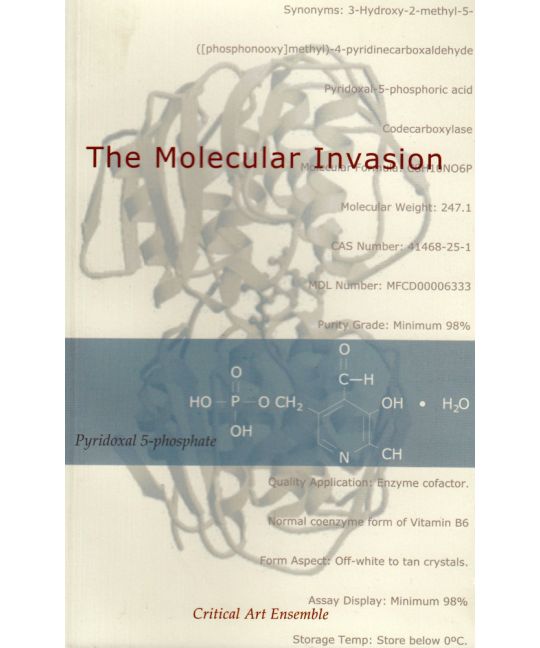 Synonyms: 3-Hydroxy-2-methyl-5-
([phosphonooxy]methyl)-4-pyridinecarboxaldehyde
Pyridoxal-5-phosphoric acid
Codecarboxylase
The Molecular Invasion
Molecular Formula: C8H10NO6P
Molecular Weight: 247.1
CAS Number: 41468-25-1
MDL Number: MFCD00006333
Purity Grade: Minimum 98%
O
O
C–H
HO – P – O CH2
OH • H2O
OH
N
CH
Pyridoxal 5-phosphate
Quality Application: Enzyme cofactor.
Normal coenzyme form of Vitamin B6
Form Aspect: Off-white to tan crystals.
Assay Display: Minimum 98%
Critical Art Ensemble
Storage Temp: Store below 0ºC.